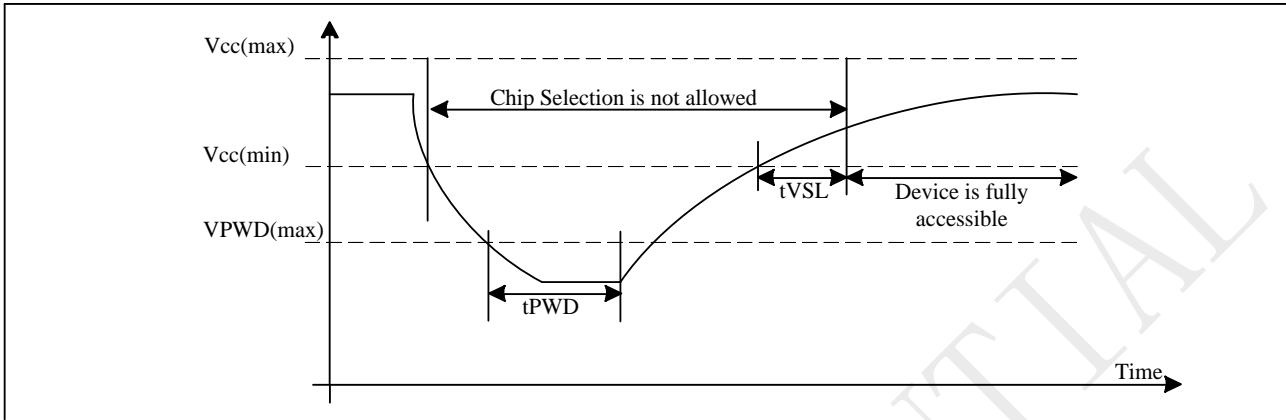 Vcc(max)
Chip Selection is not allowed
Vcc(min)
tVSL
Device is fully
accessible
VPWD(max)
tPWD
Time